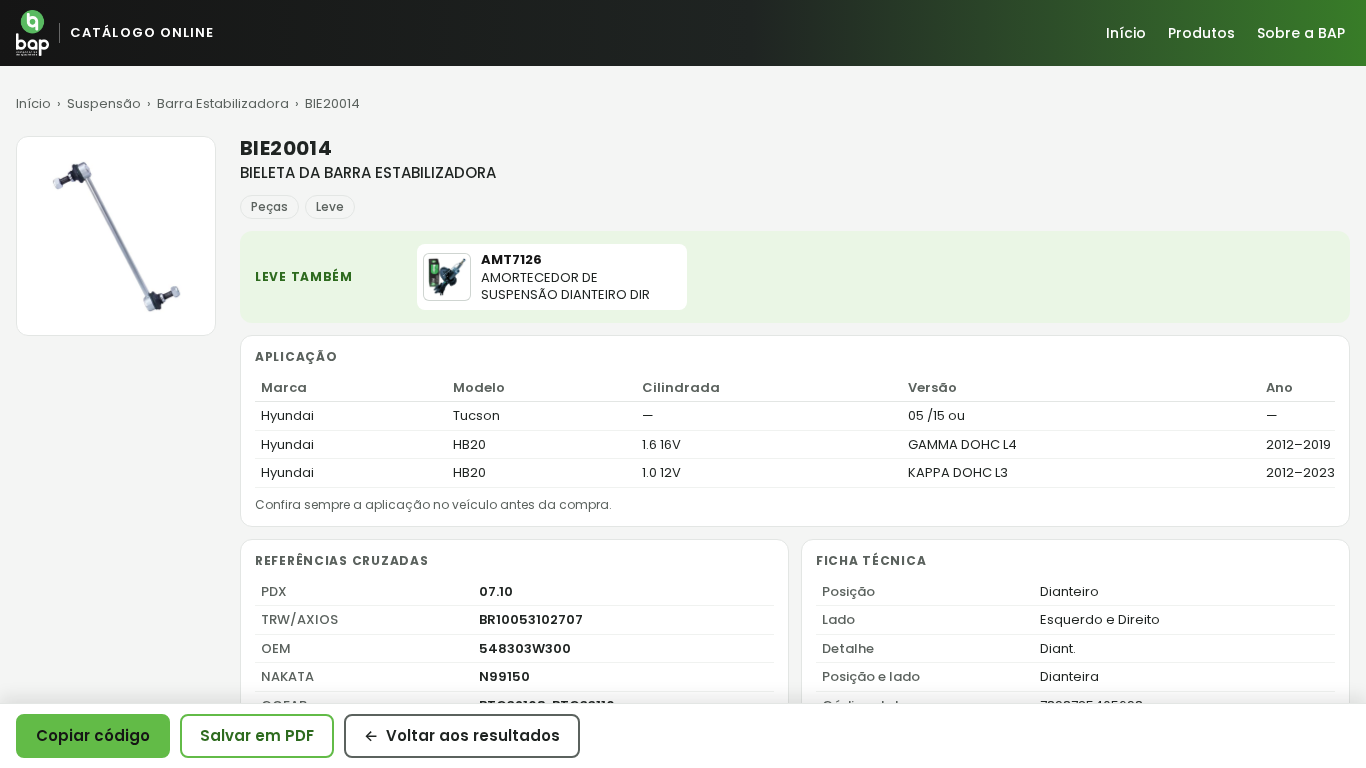 bap
CATÁLOGO ONLINE
Início Produtos Sobre a BAP
Início › Suspensão › Barra Estabilizadora › BIE20014
BIE20014
BIELETA DA BARRA ESTABILIZADORA
Peças Leve
LEVE TAMBÉM
AMT7126
AMORTECEDOR DE
SUSPENSÃO DIANTEIRO DIR
APLICAÇÃO
Marca Modelo Cilindrada Versão Ano
Hyundai Tucson — 05 /15 ou —
Hyundai HB20 1.6 16V GAMMA DOHC L4 2012–2019
Hyundai HB20 1.0 12V KAPPA DOHC L3 2012–2023
Confira sempre a aplicação no veículo antes da compra.
REFERÊNCIAS CRUZADAS
PDX 07.10
TRW/AXIOS BR10053102707
OEM 548303W300
NAKATA N99150
FICHA TÉCNICA
Posição Dianteiro
Lado Esquerdo e Direito
Detalhe Diant.
Posição e lado Dianteira
Copiar código Salvar em PDF ← Voltar aos resultados